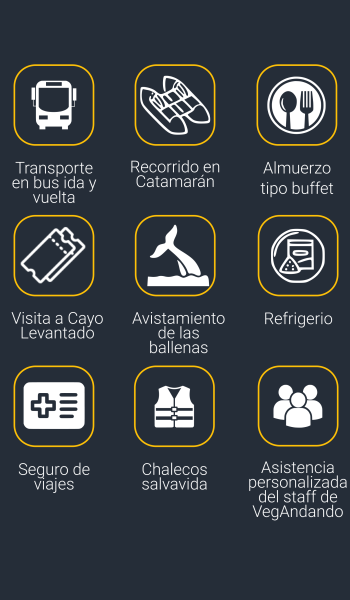 Transporte
en bus ida y
vuelta
Recorrido en
Catamarán
Almuerzo
tipo buffet
Visita a Cayo
Levantado
Avistamiento
de las
ballenas
Refrigerio
Seguro de
viajes
Chalecos
salvavida
Asistencia
personalizada
del staff de
VegAndando